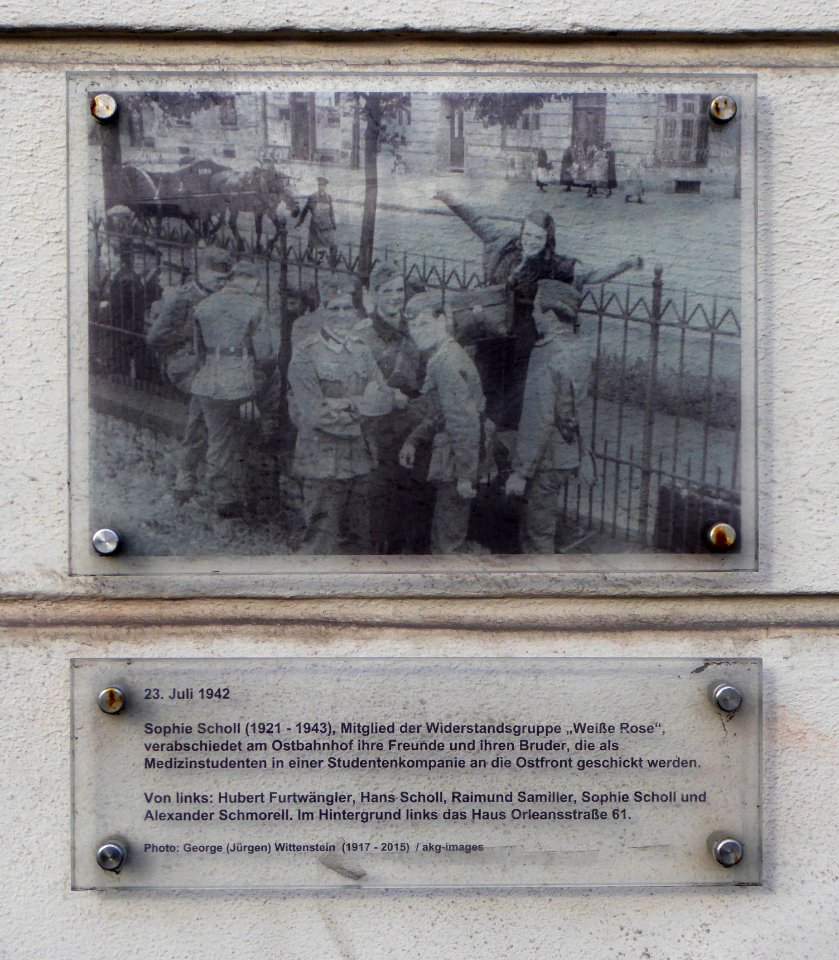 23. Juli 1942
Sophie Scholl (1921 - 1943), Mitglied der Widerstandsgruppe „Weiße Rose“,
verabschiedet am Ostbahnhof ihre Freunde und ihren Bruder, die als
Medizinstudenten in einer Studentenkompanie an die Ostfront geschickt werden.
Von links: Hubert Furtwängler, Hans Scholl, Raimund Samiller, Sophie Scholl und
Alexander Schmorell. Im Hintergrund links das Haus Orleansstraße 61.
Photo: George (Jürgen) Wittenstein (1917 - 2015) / akg-images